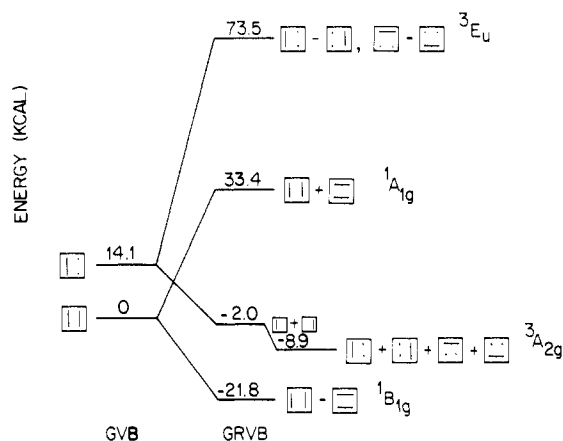 73.5 - , - ³Eu
ENERGY (KCAL)
33.4 + ¹A1g
14.1
0
-2.0 +
-8.9 + + + ³A2g
-21.8 - ¹B1g
GVB GRVB